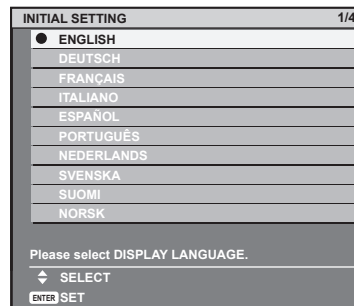 INITIAL SETTING 1/4
ENGLISH
DEUTSCH
FRANÇAIS
ITALIANO
ESPAÑOL
PORTUGUÊS
NEDERLANDS
SVENSKA
SUOMI
NORSK
Please select DISPLAY LANGUAGE.
SELECT
ENTER SET